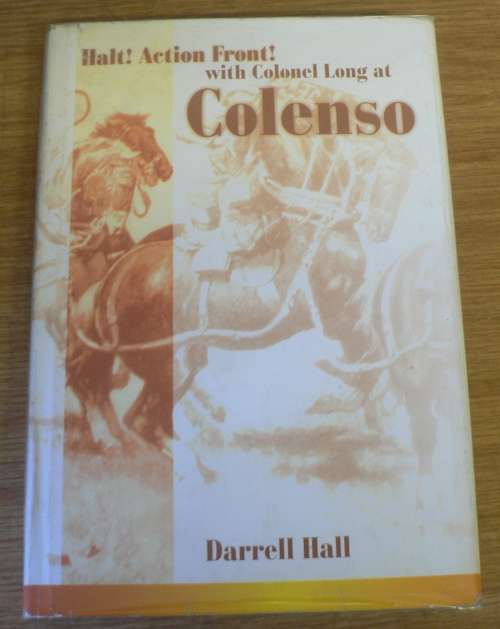 Halt! Action Front!
with Colonel Long at
Colenso
Darrell Hall